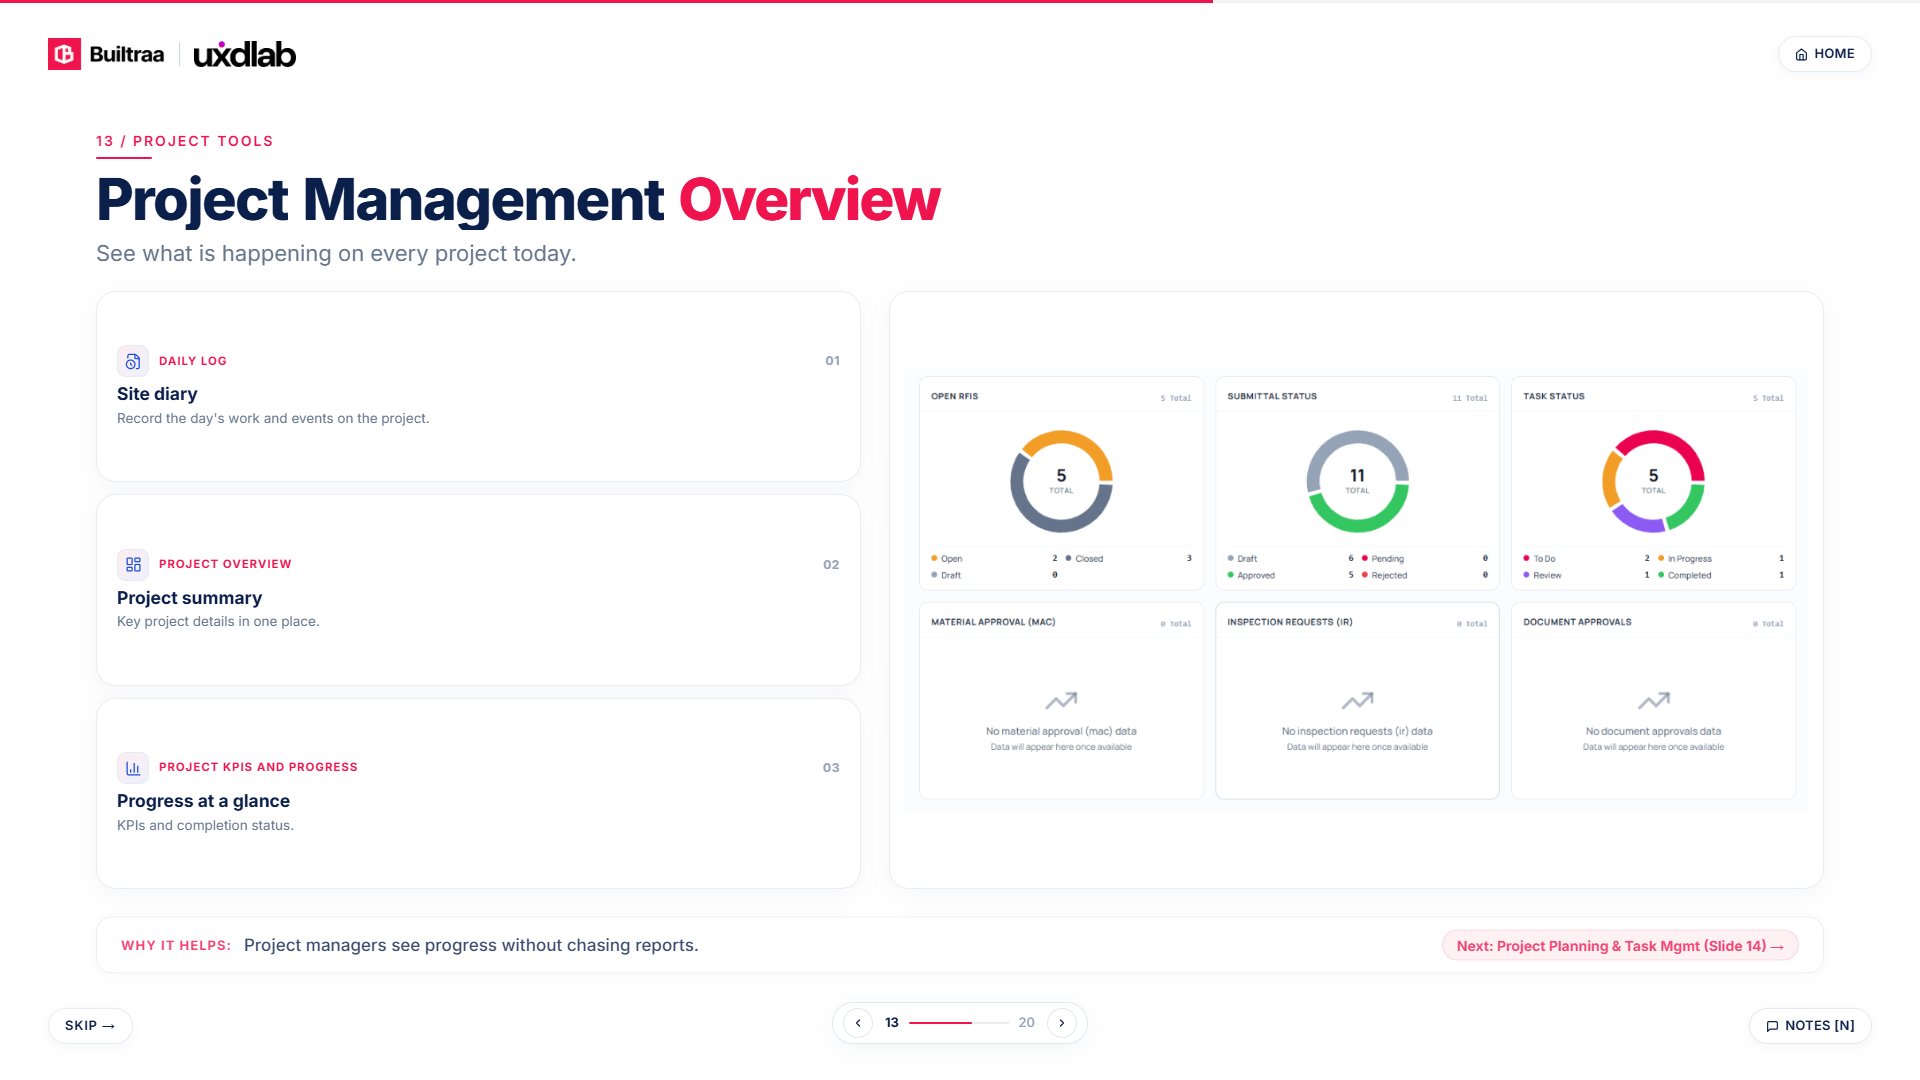 Builtraa
uxdlab
HOME
13 / PROJECT TOOLS
Project Management Overview
See what is happening on every project today.
DAILY LOG
01
Site diary
Record the day's work and events on the project.
PROJECT OVERVIEW
02
Project summary
Key project details in one place.
PROJECT KPIS AND PROGRESS
03
Progress at a glance
KPIs and completion status.
OPEN RFIS
5 Total
5
TOTAL
Open 2
Closed 3
Draft 0
SUBMITTAL STATUS
11 Total
11
TOTAL
Draft 6
Pending 0
Approved 5
Rejected 0
TASK STATUS
5 Total
5
TOTAL
To Do 2
In Progress 1
Review 1
Completed 1
MATERIAL APPROVAL (MAC)
0 Total
No material approval (mac) data
Data will appear here once available
INSPECTION REQUESTS (IR)
0 Total
No inspection requests (ir) data
Data will appear here once available
DOCUMENT APPROVALS
0 Total
No document approvals data
Data will appear here once available
WHY IT HELPS: Project managers see progress without chasing reports.
Next: Project Planning & Task Mgmt (Slide 14) →
SKIP →
‹ 13 20 ›
NOTES [N]